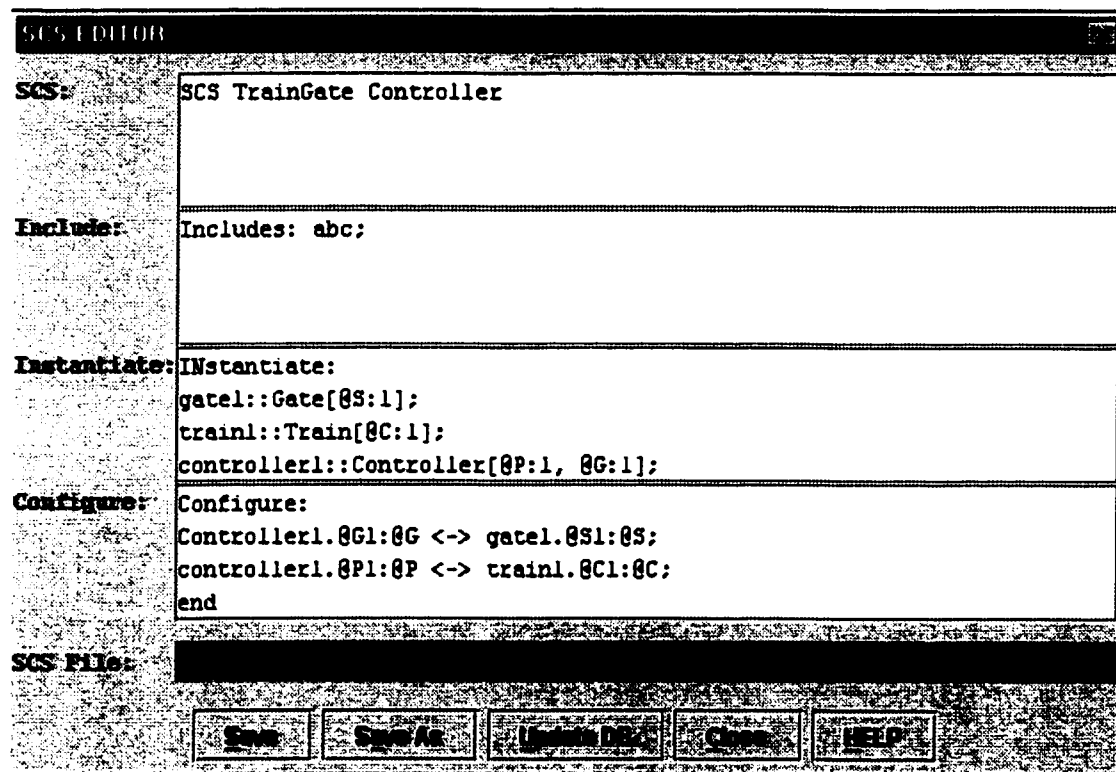 SCS EDITOR
SCS: SCS TrainGate Controller
Include: Includes: abc;
Instantiate: INstantiate:
gate1::Gate[@S:1];
train1::Train[@C:1];
controller1::Controller[@P:1, @G:1];
Configure: Configure:
Controller1.@G1:@G <-> gate1.@S1:@S;
controller1.@P1:@P <-> train1.@C1:@C;
end
SCS File:
Save Save As Update DB Close HELP